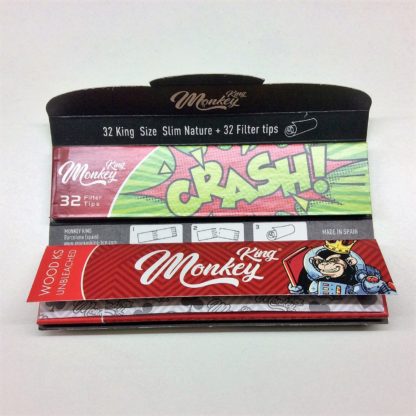 Monkey King
32 King Size Slim Nature + 32 Filter tips
Monkey King
32 Filter Tips
CRASH!
MONKEY KING
Barcelona (Spain)
1
2
3
MADE IN SPAIN
WOOD KS
UNBLEACHED
Monkey King